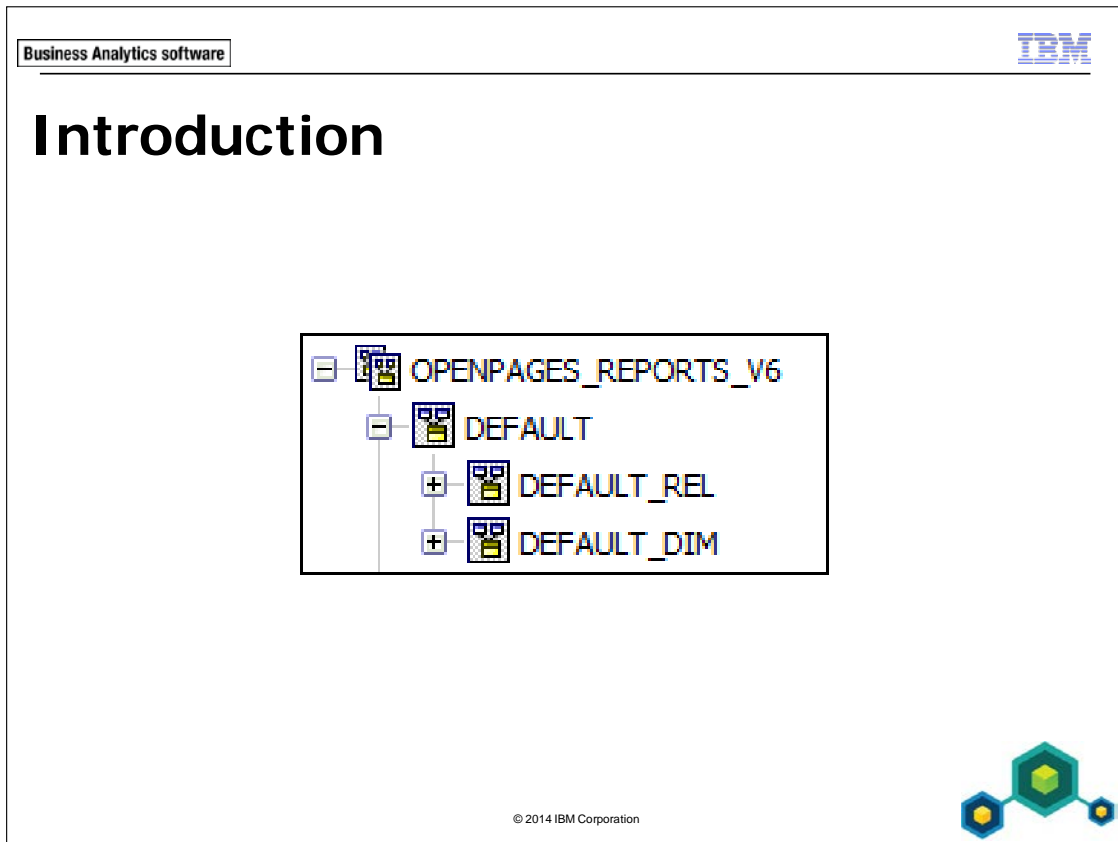 Business Analytics software
IBM
Introduction
OPENPAGES_REPORTS_V6
DEFAULT
DEFAULT_REL
DEFAULT_DIM
© 2014 IBM Corporation